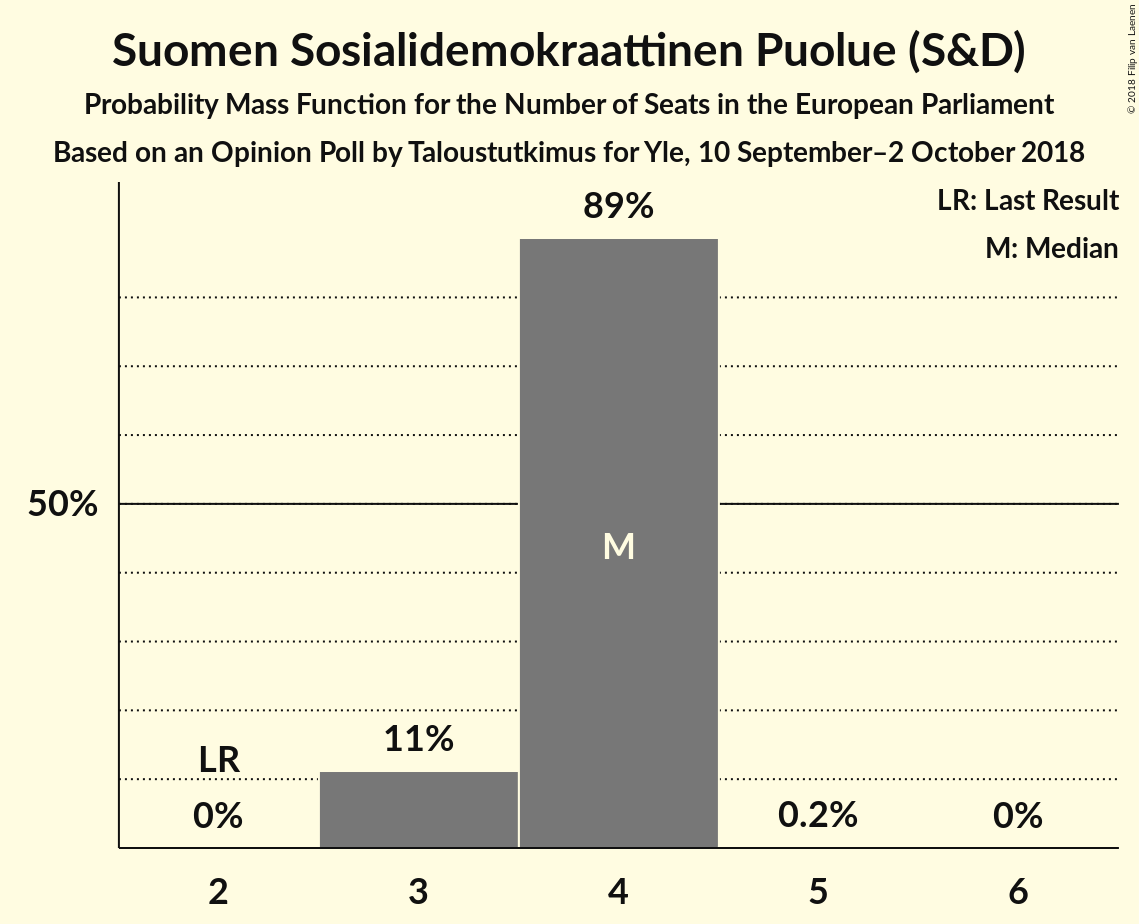 Suomen Sosialidemokraattinen Puolue (S&D)
Probability Mass Function for the Number of Seats in the European Parliament
Based on an Opinion Poll by Taloustutkimus for Yle, 10 September–2 October 2018
© 2018 Filip van Laenen
LR: Last Result
M: Median
89%
50%
M
11%
LR
0%
0.2%
0%
2
3
4
5
6